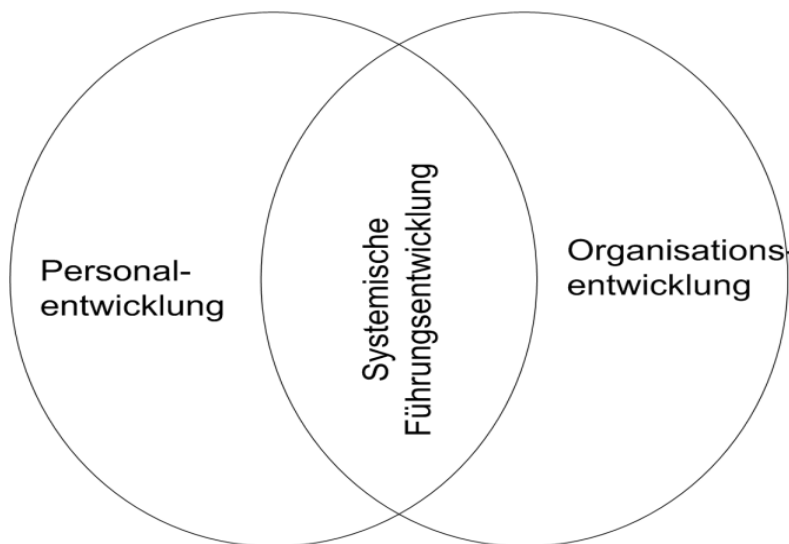 Personal-
entwicklung
Systemische
Führungsentwicklung
Organisations-
entwicklung